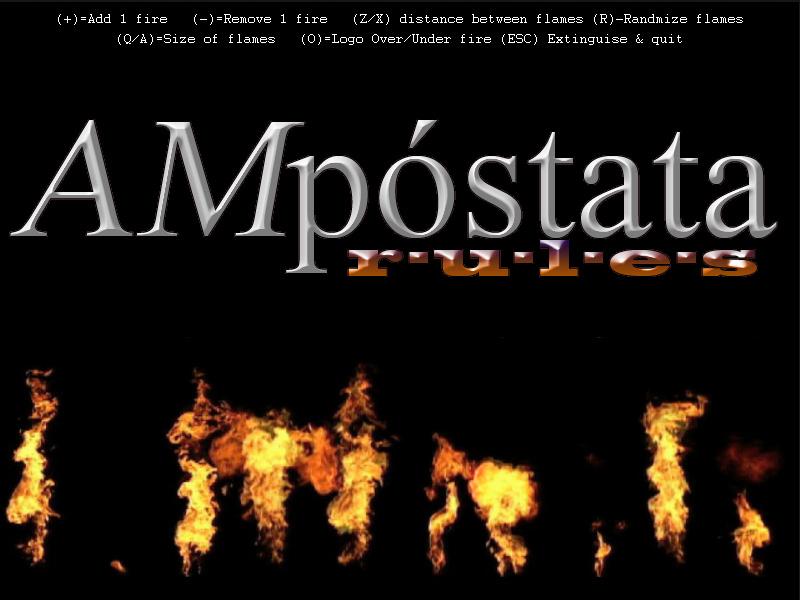 (+)=Add 1 fire (-)=Remove 1 fire (Z/X) distance between flames (R)-Randmize flames
(Q/A)=Size of flames (O)=Logo Over/Under fire (ESC) Extinguise & quit
AMpóstata
r·u·l·e·s